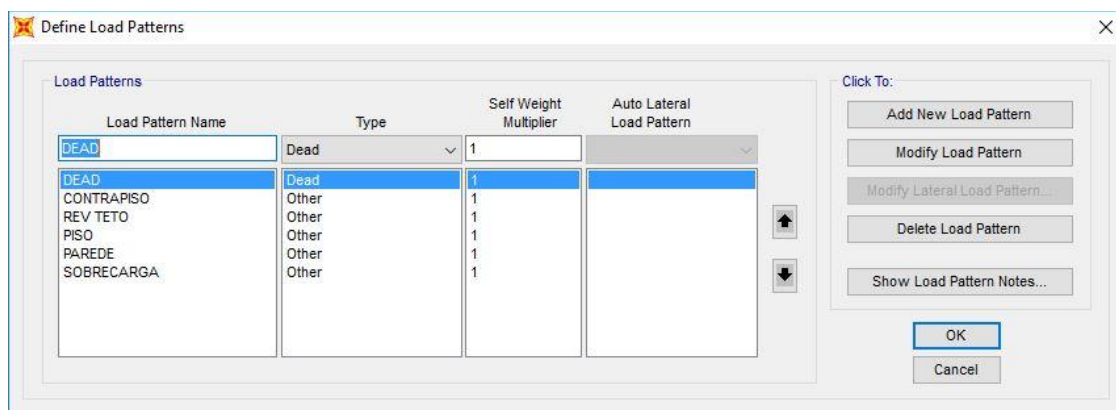 Define Load Patterns
Load Patterns
Click To:
Load Pattern Name Type Self Weight Multiplier Auto Lateral Load Pattern
DEAD Dead 1
DEAD Dead 1
CONTRAPISO Other 1
REV TETO Other 1
PISO Other 1
PAREDE Other 1
SOBRECARGA Other 1
Add New Load Pattern
Modify Load Pattern
Modify Lateral Load Pattern...
Delete Load Pattern
Show Load Pattern Notes...
OK
Cancel